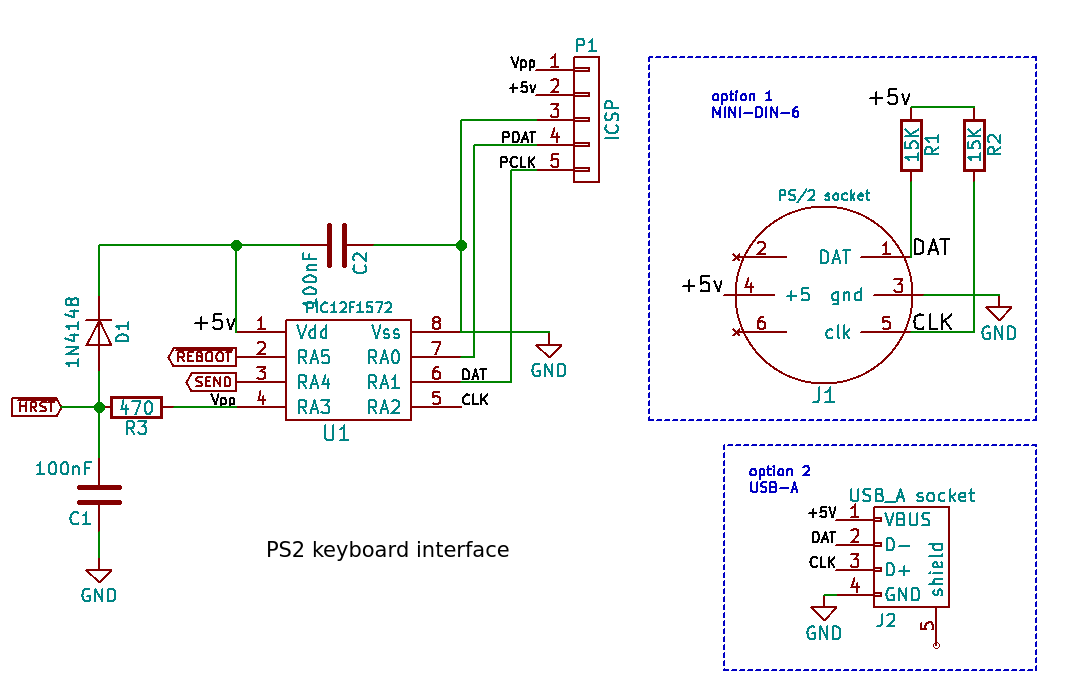 P1
Vpp 1
+5v 2
3
PDAT 4
PCLK 5
ICSP
100nF
C2
1N414B
D1
PIC12F1572
+5v 1 Vdd Vss 8
REBOOT 2 RA5 RA0 7
SEND 3 RA4 RA1 6 DAT
Vpp 4 RA3 RA2 5 CLK
U1
GND
HRST
470
R3
100nF
C1
GND
PS2 keyboard interface
option 1
MINI-DIN-6
+5v
15K R1
15K R2
PS/2 socket
2 DAT 1 DAT
+5v 4 +5 gnd 3
6 clk 5 CLK
GND
J1
option 2
USB-A
USB_A socket
+5V 1 VBUS
DAT 2 D-
CLK 3 D+
4 GND
shield
5
GND
J2